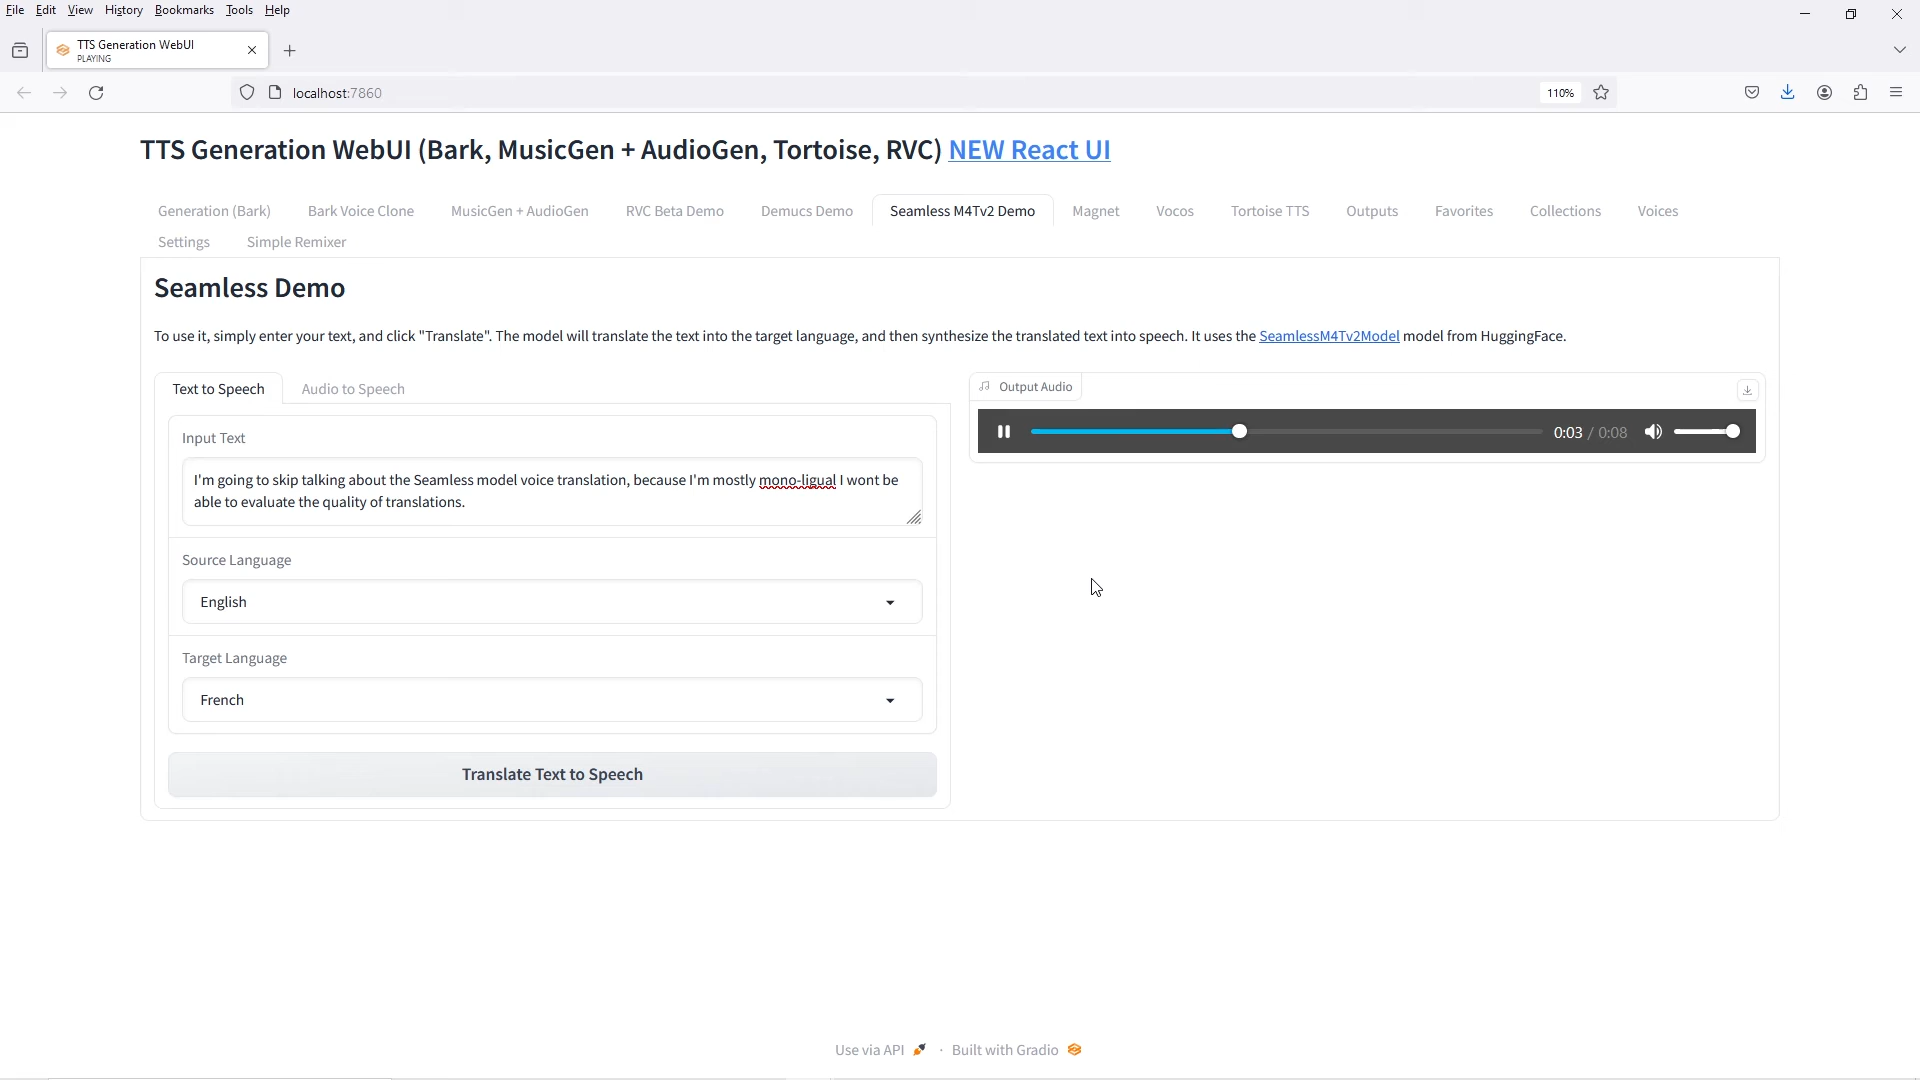 File Edit View History Bookmarks Tools Help
TTS Generation WebUI
PLAYING
localhost:7860
110%
TTS Generation WebUI (Bark, MusicGen + AudioGen, Tortoise, RVC) NEW React UI
Generation (Bark) Bark Voice Clone MusicGen + AudioGen RVC Beta Demo Demucs Demo Seamless M4Tv2 Demo Magnet Vocos Tortoise TTS Outputs Favorites Collections Voices
Settings Simple Remixer
Seamless Demo
To use it, simply enter your text, and click "Translate". The model will translate the text into the target language, and then synthesize the translated text into speech. It uses the SeamlessM4Tv2Model model from HuggingFace.
Text to Speech Audio to Speech
Output Audio
0:03 / 0:08
Input Text
I'm going to skip talking about the Seamless model voice translation, because I'm mostly mono-ligual I wont be
able to evaluate the quality of translations.
Source Language
English
Target Language
French
Translate Text to Speech
Use via API · Built with Gradio